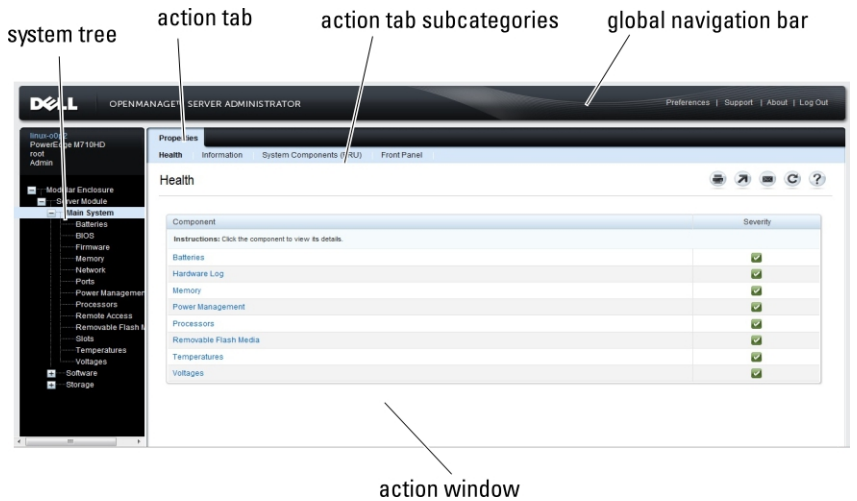 action tab
action tab subcategories
global navigation bar
system tree
DELL
OPENMANAGE™ SERVER ADMINISTRATOR
Preferences | Support | About | Log Out
PowerEdge M710HD
root
Admin
Properties
Health Information System Components (FRU) Front Panel
Health
Modular Enclosure
Server Module
Main System
Batteries
BIOS
Firmware
Memory
Network
Ports
Power Managemen
Processors
Remote Access
Removable Flash M
Slots
Temperatures
Voltages
Software
Storage
Component Severity
Instructions: Click the component to view its details.
Batteries
Hardware Log
Memory
Power Management
Processors
Removable Flash Media
Temperatures
Voltages
action window